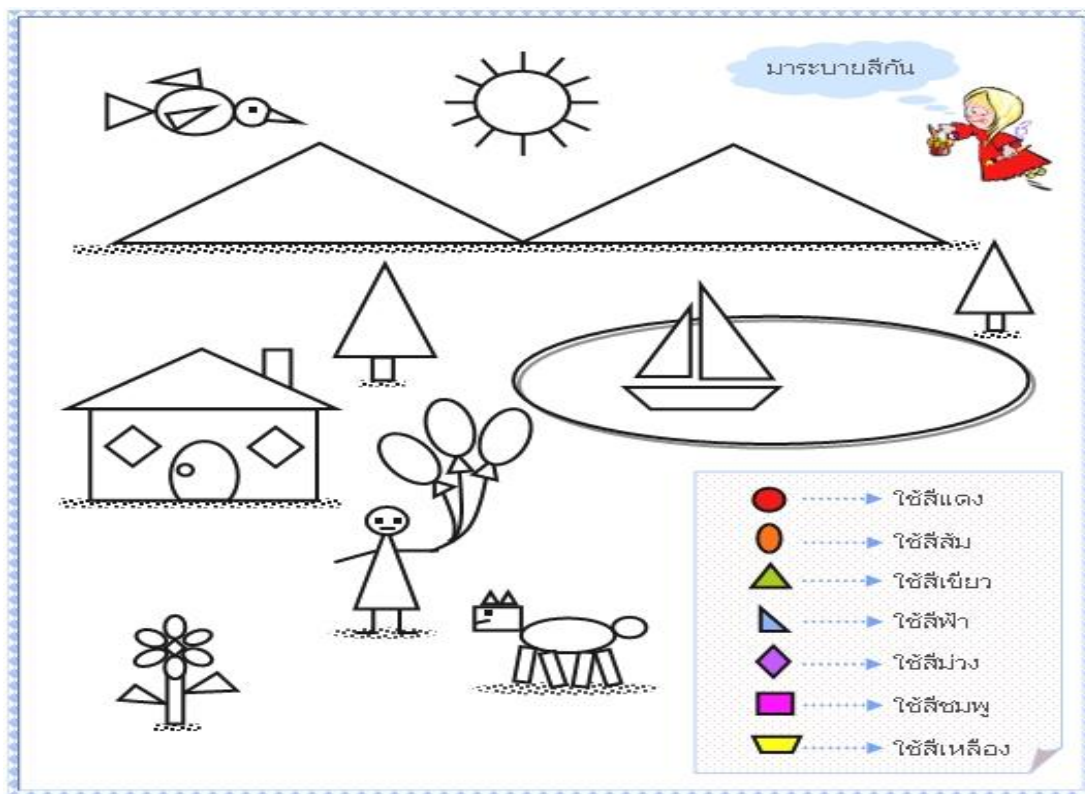 มาระบายสีกัน
ใช้สีแดง
ใช้สีส้ม
ใช้สีเขียว
ใช้สีฟ้า
ใช้สีม่วง
ใช้สีชมพู
ใช้สีเหลือง